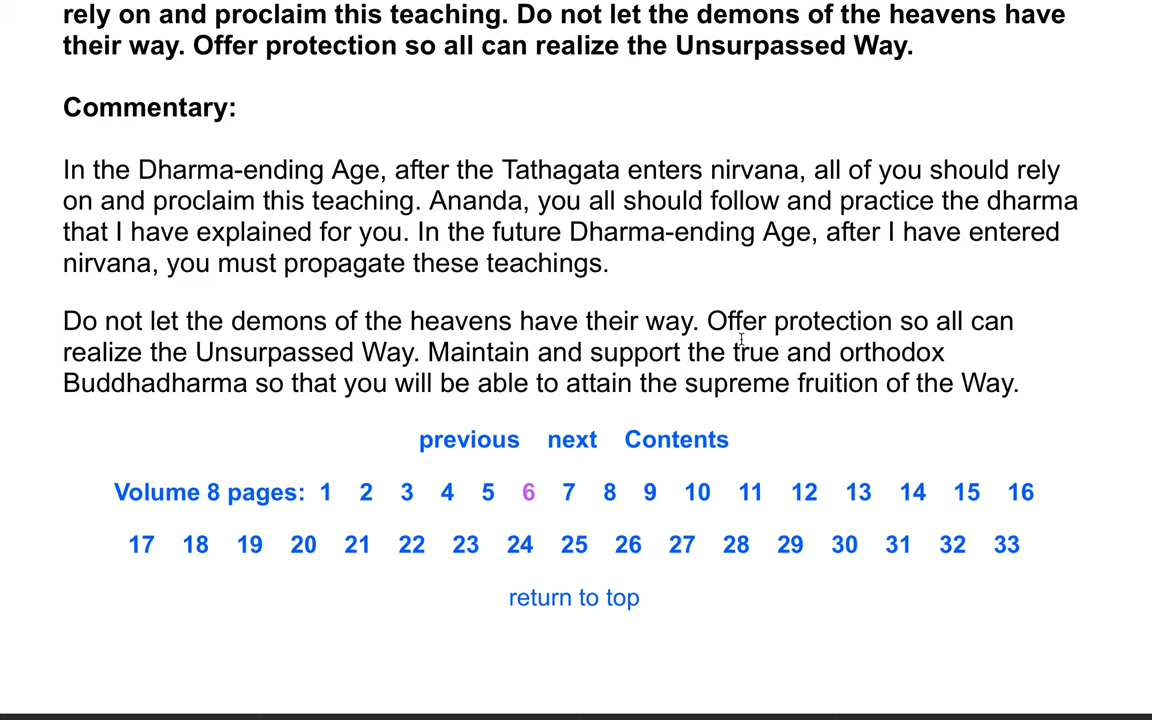 rely on and proclaim this teaching. Do not let the demons of the heavens have
their way. Offer protection so all can realize the Unsurpassed Way.
Commentary:
In the Dharma-ending Age, after the Tathagata enters nirvana, all of you should rely
on and proclaim this teaching. Ananda, you all should follow and practice the dharma
that I have explained for you. In the future Dharma-ending Age, after I have entered
nirvana, you must propagate these teachings.
Do not let the demons of the heavens have their way. Offer protection so all can
realize the Unsurpassed Way. Maintain and support the true and orthodox
Buddhadharma so that you will be able to attain the supreme fruition of the Way.
previous next Contents
Volume 8 pages: 1 2 3 4 5 6 7 8 9 10 11 12 13 14 15 16
17 18 19 20 21 22 23 24 25 26 27 28 29 30 31 32 33
return to top